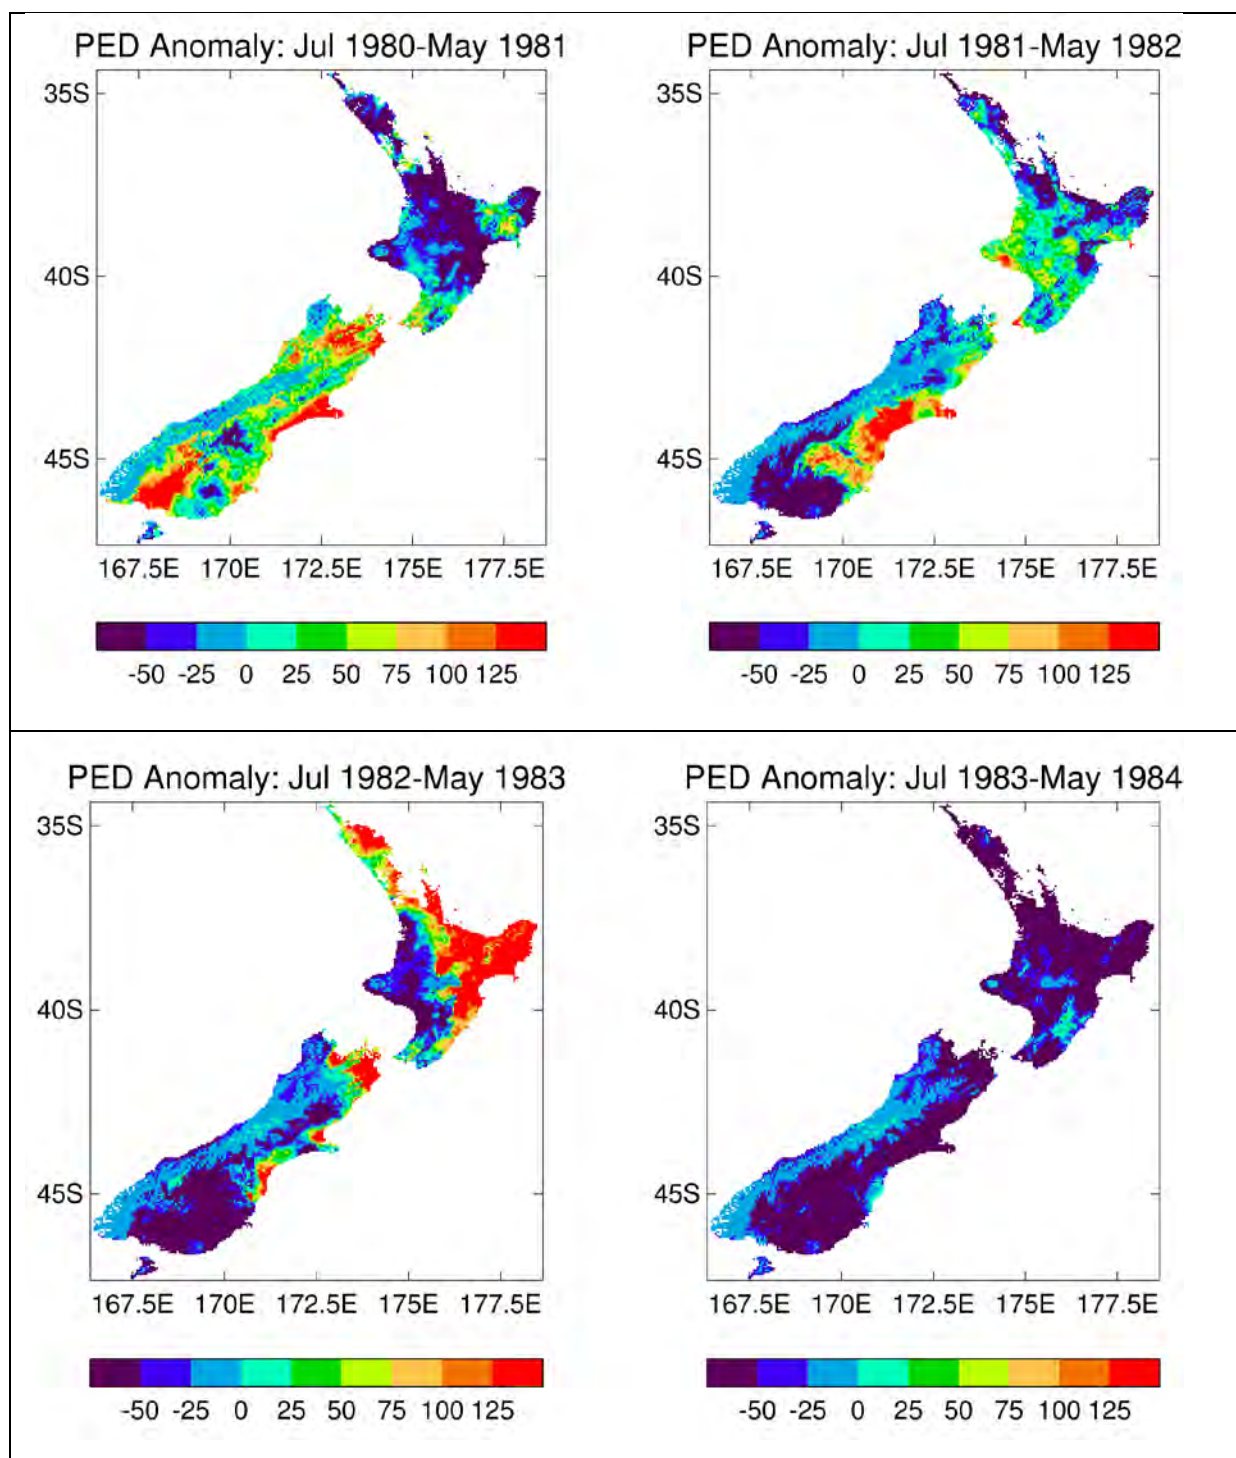 PED Anomaly: Jul 1980-May 1981
35S
40S
45S
167.5E 170E 172.5E 175E 177.5E
-50 -25 0 25 50 75 100 125
PED Anomaly: Jul 1981-May 1982
35S
40S
45S
167.5E 170E 172.5E 175E 177.5E
-50 -25 0 25 50 75 100 125
PED Anomaly: Jul 1982-May 1983
35S
40S
45S
167.5E 170E 172.5E 175E 177.5E
-50 -25 0 25 50 75 100 125
PED Anomaly: Jul 1983-May 1984
35S
40S
45S
167.5E 170E 172.5E 175E 177.5E
-50 -25 0 25 50 75 100 125